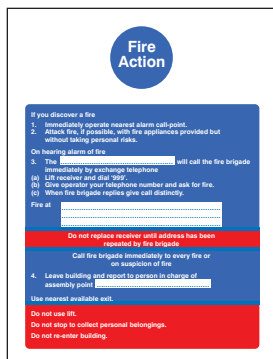 Fire
Action
If you discover a fire
1. Immediately operate nearest alarm call-point.
2. Attack fire, if possible, with fire appliances provided but
without taking personal risks.
On hearing alarm of fire
3. The ........................................ will call the fire brigade
immediately by exchange telephone
(a) Lift receiver and dial '999'.
(b) Give operator your telephone number and ask for fire.
(c) When fire brigade replies give call distinctly.
Fire at ........................................
........................................
........................................
Do not replace receiver until address has been
repeated by fire brigade
Call fire brigade immediately to every fire or
on suspicion of fire
4. Leave building and report to person in charge of
assembly point ........................................
Use nearest available exit.
Do not use lift.
Do not stop to collect personal belongings.
Do not re-enter building.